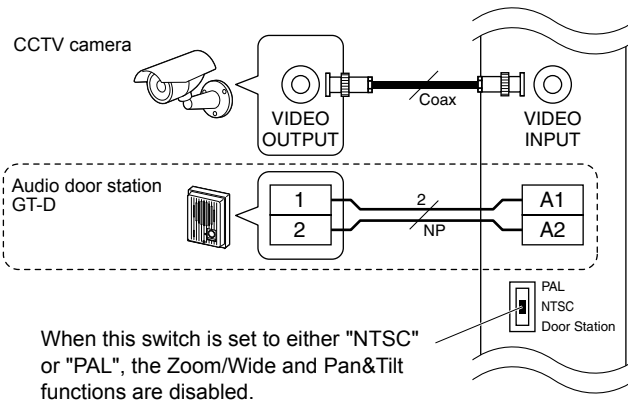 CCTV camera
VIDEO
OUTPUT
Coax
VIDEO
INPUT
Audio door station
GT-D
1
2
2
NP
A1
A2
PAL
NTSC
Door Station
When this switch is set to either "NTSC"
or "PAL", the Zoom/Wide and Pan&Tilt
functions are disabled.